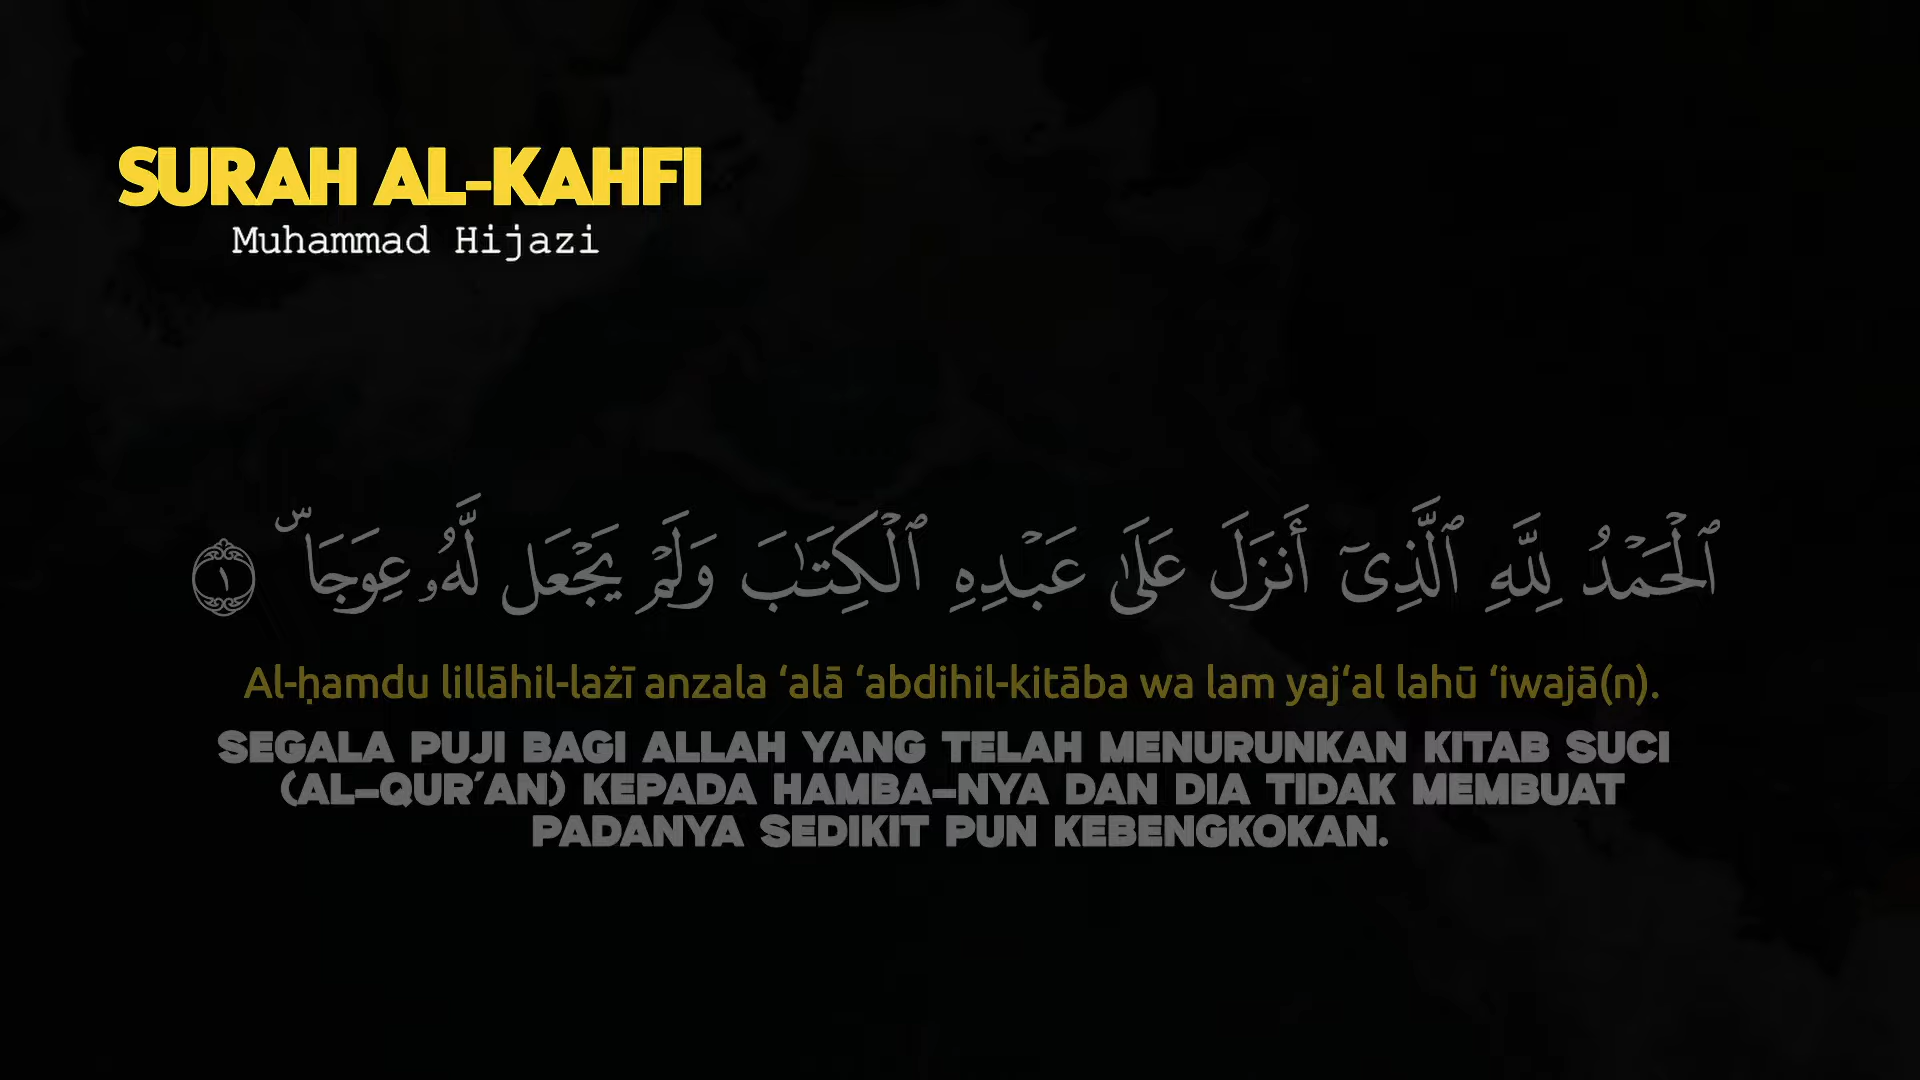 SURAH AL-KAHFI
Muhammad Hijazi
ٱلْحَمْدُ لِلَّهِ ٱلَّذِىٓ أَنزَلَ عَلَىٰ عَبْدِهِ ٱلْكِتَـٰبَ وَلَمْ يَجْعَل لَّهُۥ عِوَجَاۜ ١
Al-ḥamdu lillāhil-lażī anzala ‘alā ‘abdihil-kitāba wa lam yaj‘al lahū ‘iwajā(n).
SEGALA PUJI BAGI ALLAH YANG TELAH MENURUNKAN KITAB SUCI
(AL-QUR’AN) KEPADA HAMBA-NYA DAN DIA TIDAK MEMBUAT
PADANYA SEDIKIT PUN KEBENGKOKAN.